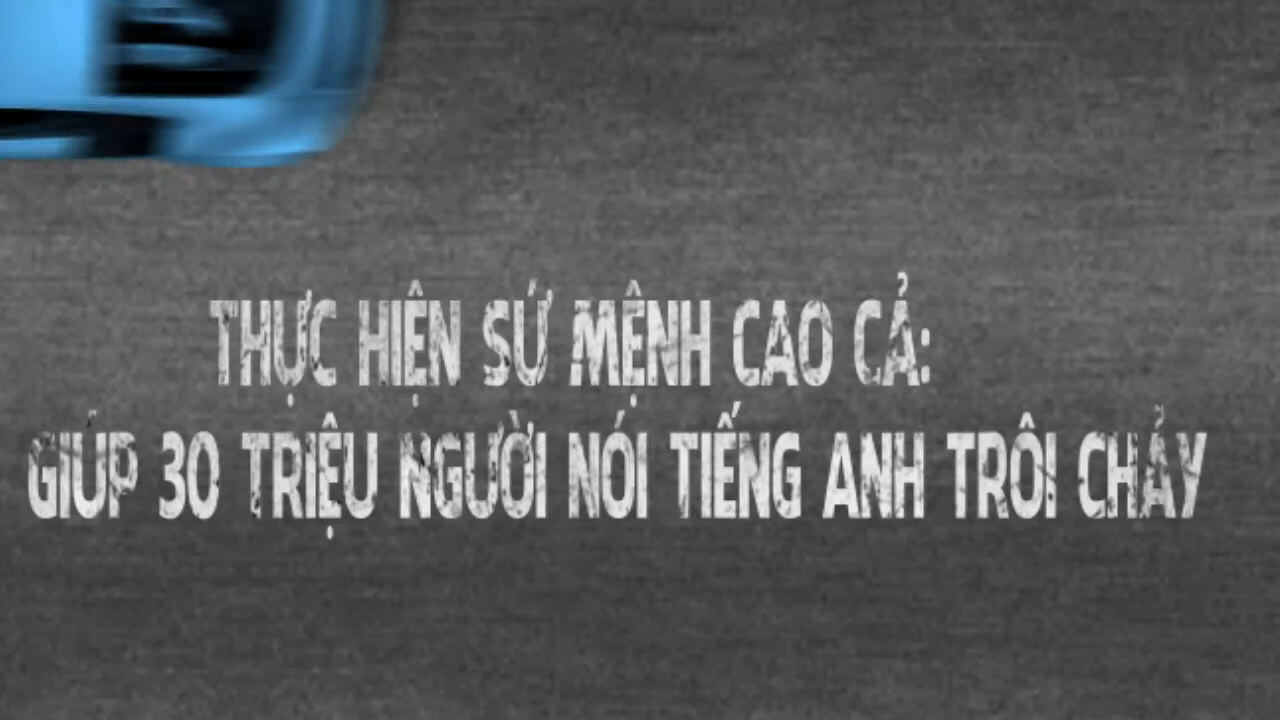 THỰC HIỆN SỨ MỆNH CAO CẢ:
GIÚP 30 TRIỆU NGƯỜI NÓI TIẾNG ANH TRÔI CHẢY